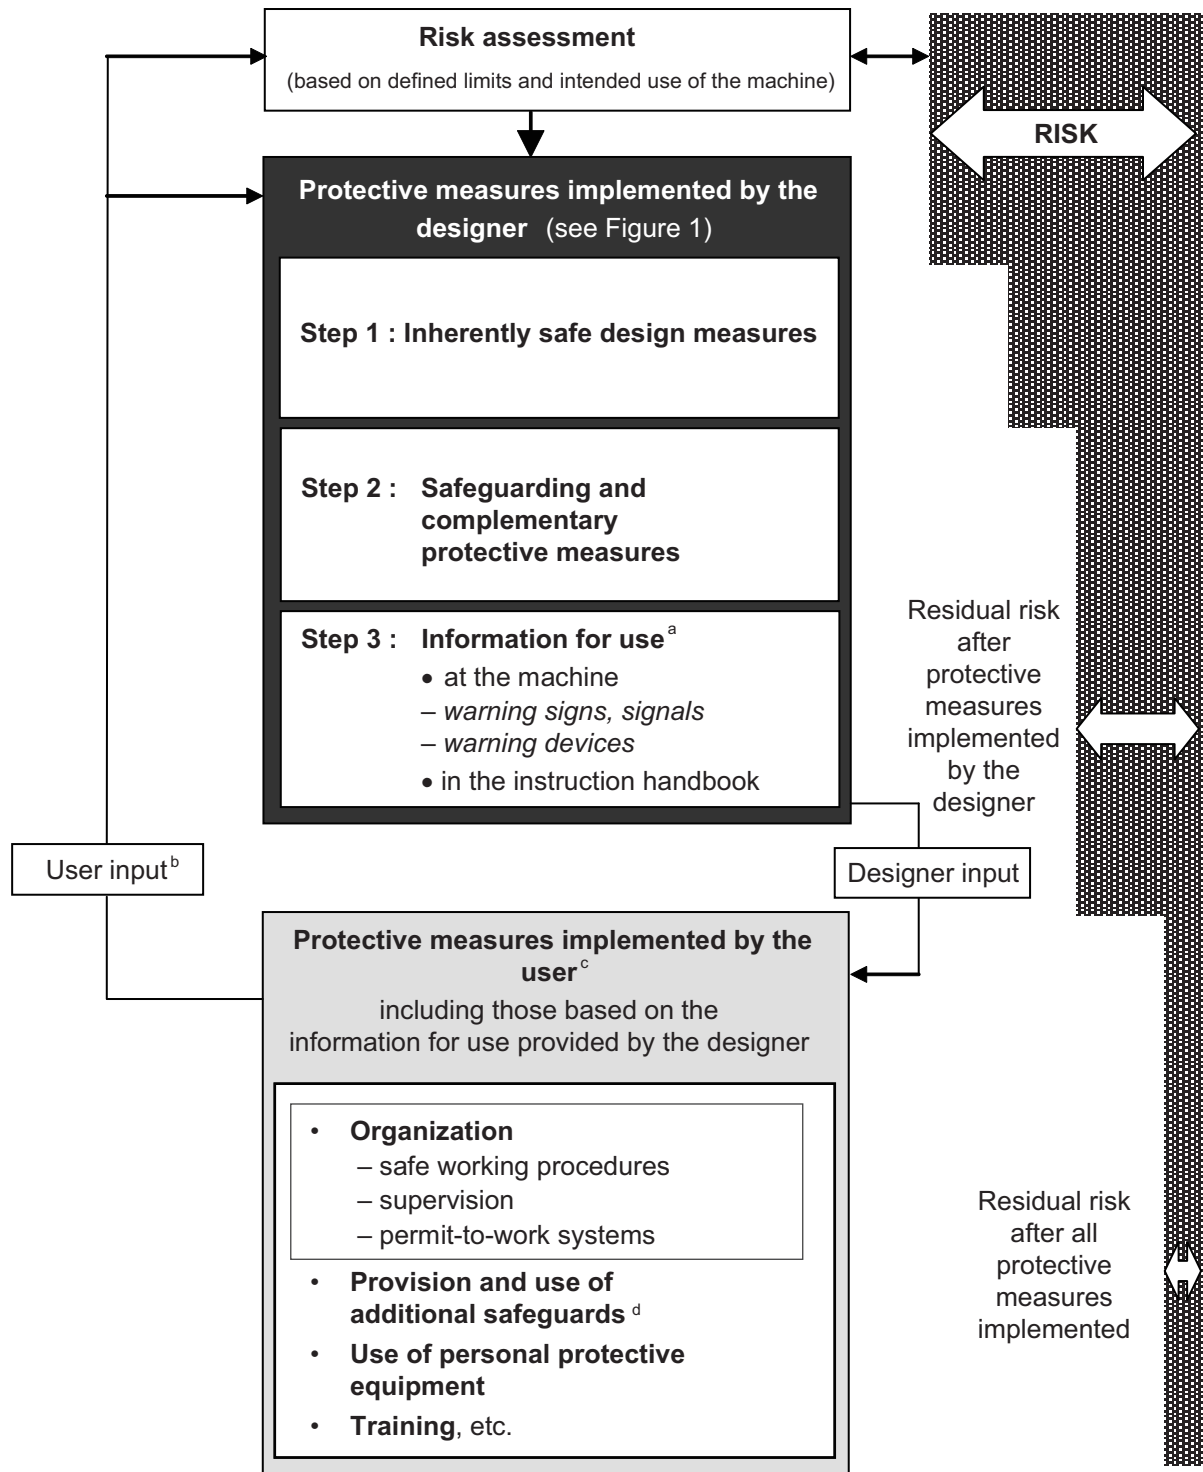 Risk assessment
(based on defined limits and intended use of the machine)
RISK
Protective measures implemented by the
designer (see Figure 1)
Step 1 : Inherently safe design measures
Step 2 : Safeguarding and
complementary
protective measures
Step 3 : Information for use a
• at the machine
– warning signs, signals
– warning devices
• in the instruction handbook
Residual risk
after
protective
measures
implemented
by the
designer
User input b
Designer input
Protective measures implemented by the
user c
including those based on the
information for use provided by the designer
• Organization
– safe working procedures
– supervision
– permit-to-work systems
• Provision and use of
additional safeguards d
• Use of personal protective
equipment
• Training, etc.
Residual risk
after all
protective
measures
implemented